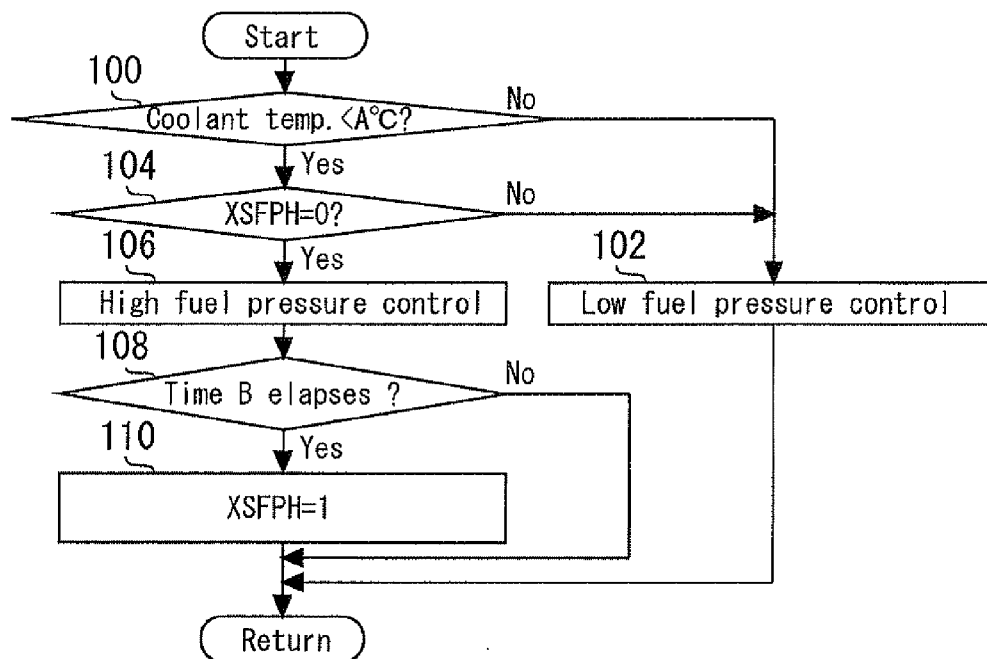 Start
100
Coolant temp.<A℃?
No
Yes
104
XSFPH=0?
No
Yes
106
High fuel pressure control
102
Low fuel pressure control
108
Time B elapses ?
No
Yes
110
XSFPH=1
Return